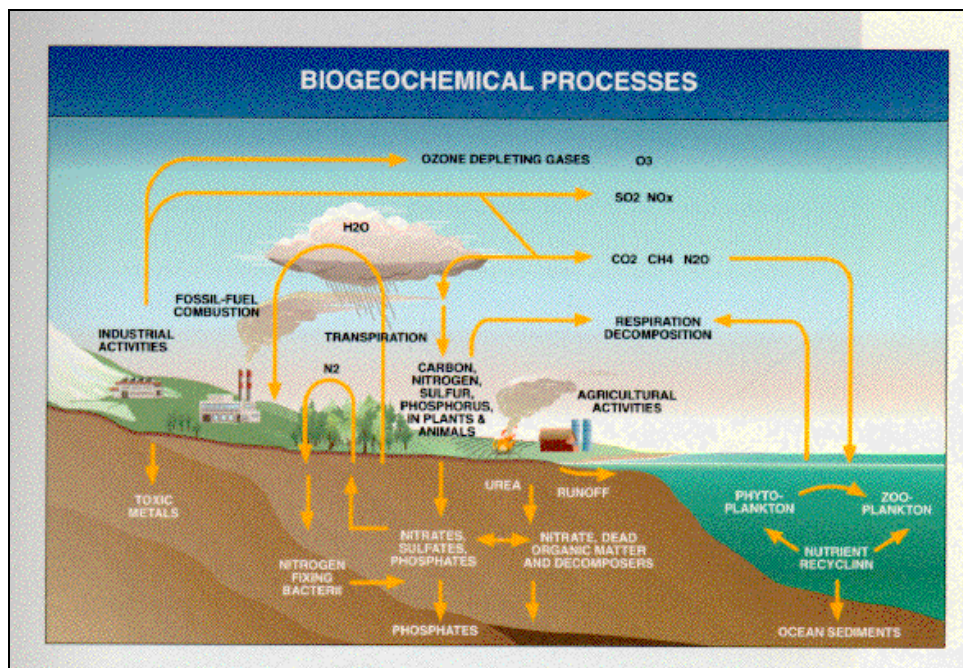 BIOGEOCHEMICAL PROCESSES
OZONE DEPLETING GASES O3
SO2 NOx
H2O
CO2 CH4 N2O
FOSSIL-FUEL
COMBUSTION
INDUSTRIAL
ACTIVITIES
TRANSPIRATION
RESPIRATION
DECOMPOSITION
N2
CARBON,
NITROGEN,
SULFUR,
PHOSPHORUS,
IN PLANTS &
ANIMALS
AGRICULTURAL
ACTIVITIES
TOXIC
METALS
UREA
RUNOFF
PHYTO-
PLANKTON
ZOO-
PLANKTON
NITRATES,
SULFATES,
PHOSPHATES
NITRATE, DEAD
ORGANIC MATTER
AND DECOMPOSERS
NUTRIENT
RECYCLINN
NITROGEN
FIXING
BACTERII
PHOSPHATES
OCEAN SEDIMENTS